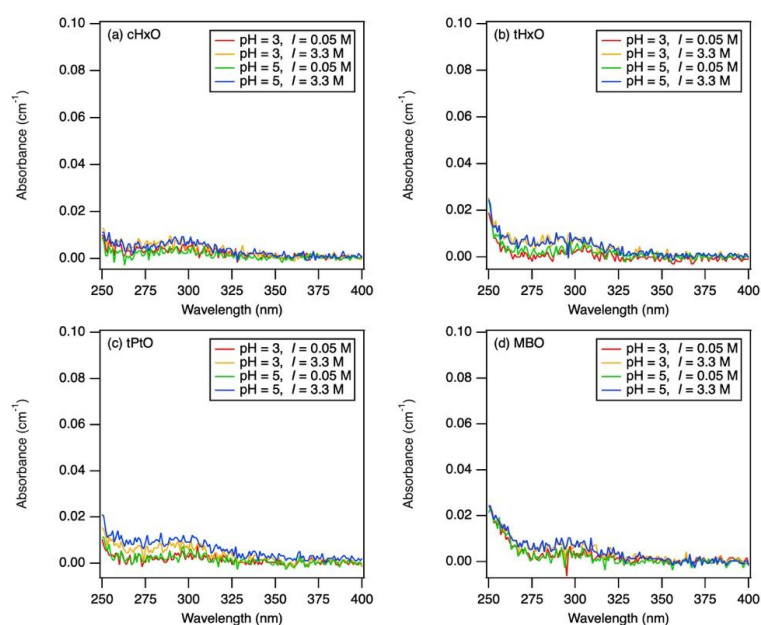 (a) cHxO
pH = 3, I = 0.05 M
pH = 3, I = 3.3 M
pH = 5, I = 0.05 M
pH = 5, I = 3.3 M
Absorbance (cm⁻¹)
0.10
0.08
0.06
0.04
0.02
0.00
250 275 300 325 350 375 400
Wavelength (nm)
(b) tHxO
pH = 3, I = 0.05 M
pH = 3, I = 3.3 M
pH = 5, I = 0.05 M
pH = 5, I = 3.3 M
Absorbance (cm⁻¹)
0.10
0.08
0.06
0.04
0.02
0.00
250 275 300 325 350 375 400
Wavelength (nm)
(c) tPtO
pH = 3, I = 0.05 M
pH = 3, I = 3.3 M
pH = 5, I = 0.05 M
pH = 5, I = 3.3 M
Absorbance (cm⁻¹)
0.10
0.08
0.06
0.04
0.02
0.00
250 275 300 325 350 375 400
Wavelength (nm)
(d) MBO
pH = 3, I = 0.05 M
pH = 3, I = 3.3 M
pH = 5, I = 0.05 M
pH = 5, I = 3.3 M
Absorbance (cm⁻¹)
0.10
0.08
0.06
0.04
0.02
0.00
250 275 300 325 350 375 400
Wavelength (nm)